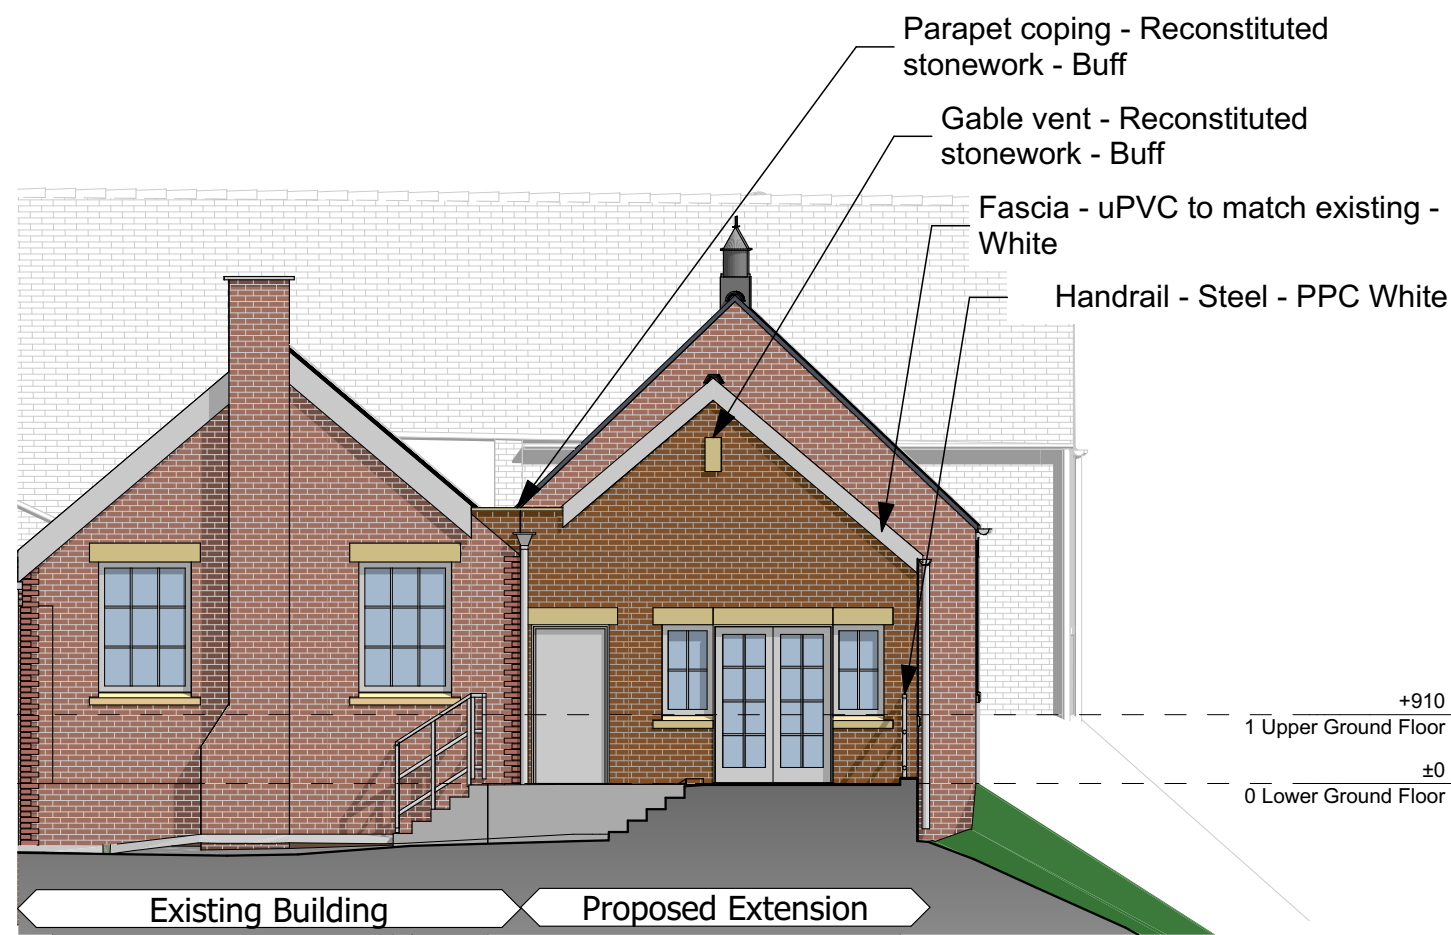 Parapet coping - Reconstituted
stonework - Buff
Gable vent - Reconstituted
stonework - Buff
Fascia - uPVC to match existing -
White
Handrail - Steel - PPC White
+910
1 Upper Ground Floor
±0
0 Lower Ground Floor
Existing Building
Proposed Extension